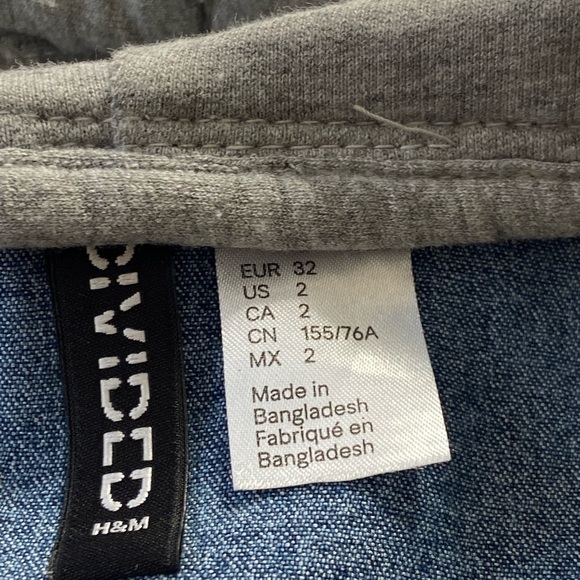 DIVIDED
H&M
EUR 32
US 2
CA 2
CN 155/76A
MX 2
Made in
Bangladesh
Fabriqué en
Bangladesh